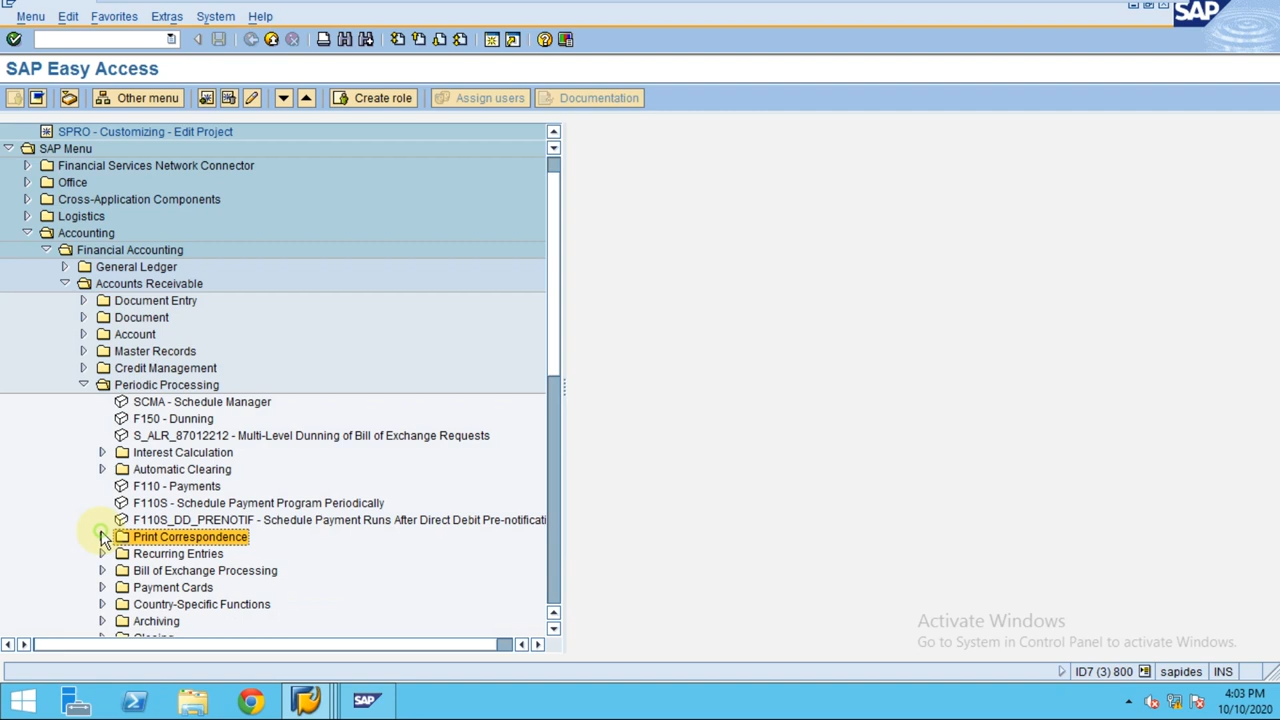 Menu Edit Favorites Extras System Help
SAP
SAP Easy Access
Other menu Create role Assign users Documentation
SPRO - Customizing - Edit Project
SAP Menu
Financial Services Network Connector
Office
Cross-Application Components
Logistics
Accounting
Financial Accounting
General Ledger
Accounts Receivable
Document Entry
Document
Account
Master Records
Credit Management
Periodic Processing
SCMA - Schedule Manager
F150 - Dunning
S_ALR_87012212 - Multi-Level Dunning of Bill of Exchange Requests
Interest Calculation
Automatic Clearing
F110 - Payments
F110S - Schedule Payment Program Periodically
F110S_DD_PRENOTIF - Schedule Payment Runs After Direct Debit Pre-notificati
Print Correspondence
Recurring Entries
Bill of Exchange Processing
Payment Cards
Country-Specific Functions
Archiving
Closing
Activate Windows
Go to System in Control Panel to activate Windows.
ID7 (3) 800 sapides INS
SAP
4:03 PM
10/10/2020